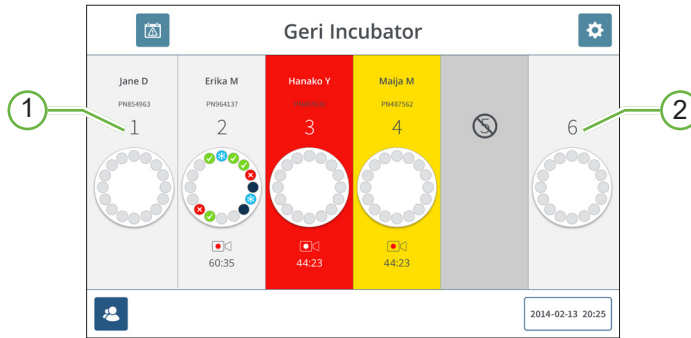 Geri Incubator
Jane D
Erika M
Hanako Y
Maija M
PN854963
PN964137
PN487562
1
2
3
4
5
6
60:35
44:23
44:23
2014-02-13 20:25
1
2